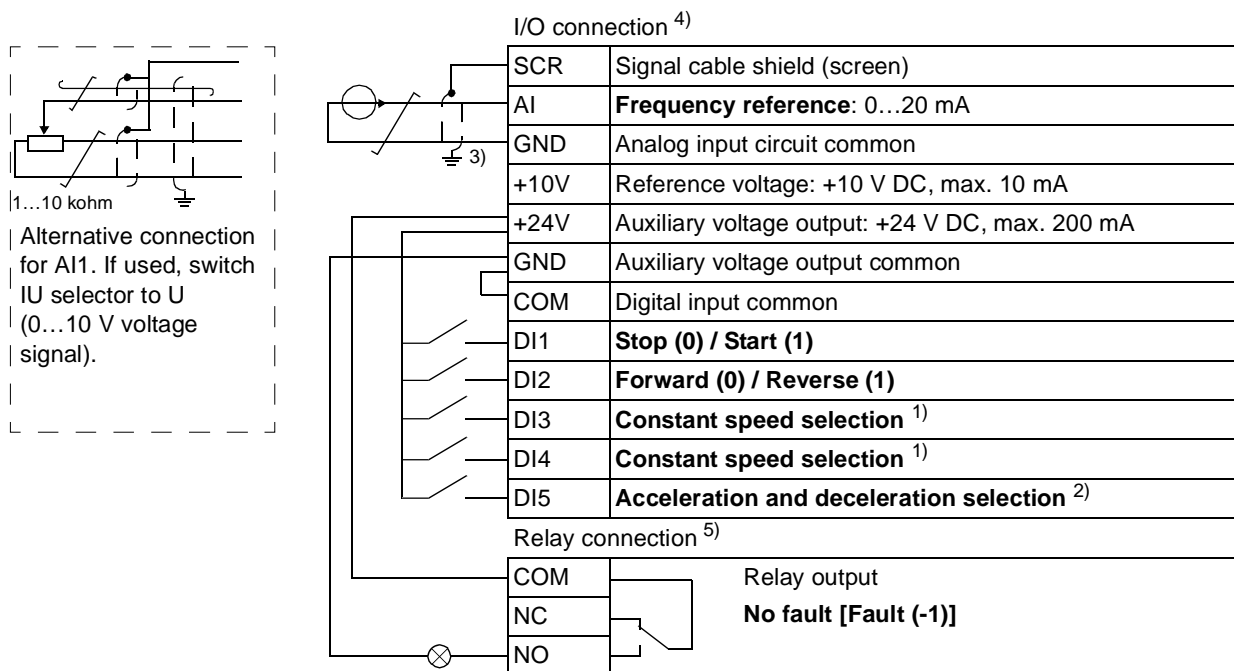 I/O connection 4)
SCR Signal cable shield (screen)
AI Frequency reference: 0…20 mA
GND Analog input circuit common
3)
+10V Reference voltage: +10 V DC, max. 10 mA
1…10 kohm
+24V Auxiliary voltage output: +24 V DC, max. 200 mA
Alternative connection
for AI1. If used, switch
IU selector to U
(0…10 V voltage
signal).
GND Auxiliary voltage output common
COM Digital input common
DI1 Stop (0) / Start (1)
DI2 Forward (0) / Reverse (1)
DI3 Constant speed selection 1)
DI4 Constant speed selection 1)
DI5 Acceleration and deceleration selection 2)
Relay connection 5)
COM Relay output
NC No fault [Fault (-1)]
NO